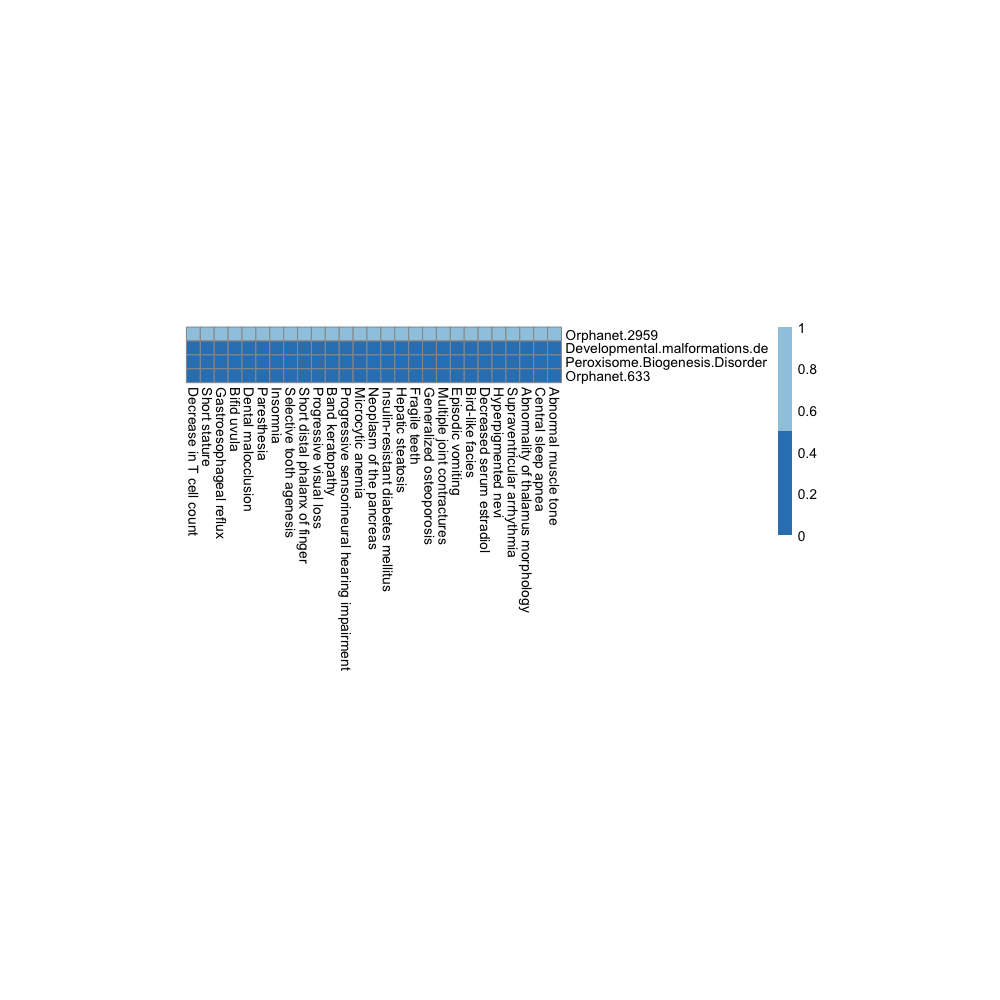 Orphanet.2959
Developmental.malformations.de
Peroxisome.Biogenesis.Disorder
Orphanet.633
Decrease in T cell count
Short stature
Gastroesophageal reflux
Bifid uvula
Dental malocclusion
Paresthesia
Insomnia
Selective tooth agenesis
Short distal phalanx of finger
Progressive visual loss
Band keratopathy
Progressive sensorineural hearing impairment
Microcytic anemia
Neoplasm of the pancreas
Insulin-resistant diabetes mellitus
Hepatic steatosis
Fragile teeth
Generalized osteoporosis
Multiple joint contractures
Episodic vomiting
Bird-like facies
Decreased serum estradiol
Hyperpigmented nevi
Supraventricular arrhythmia
Abnormality of thalamus morphology
Central sleep apnea
Abnormal muscle tone
1
0.8
0.6
0.4
0.2
0